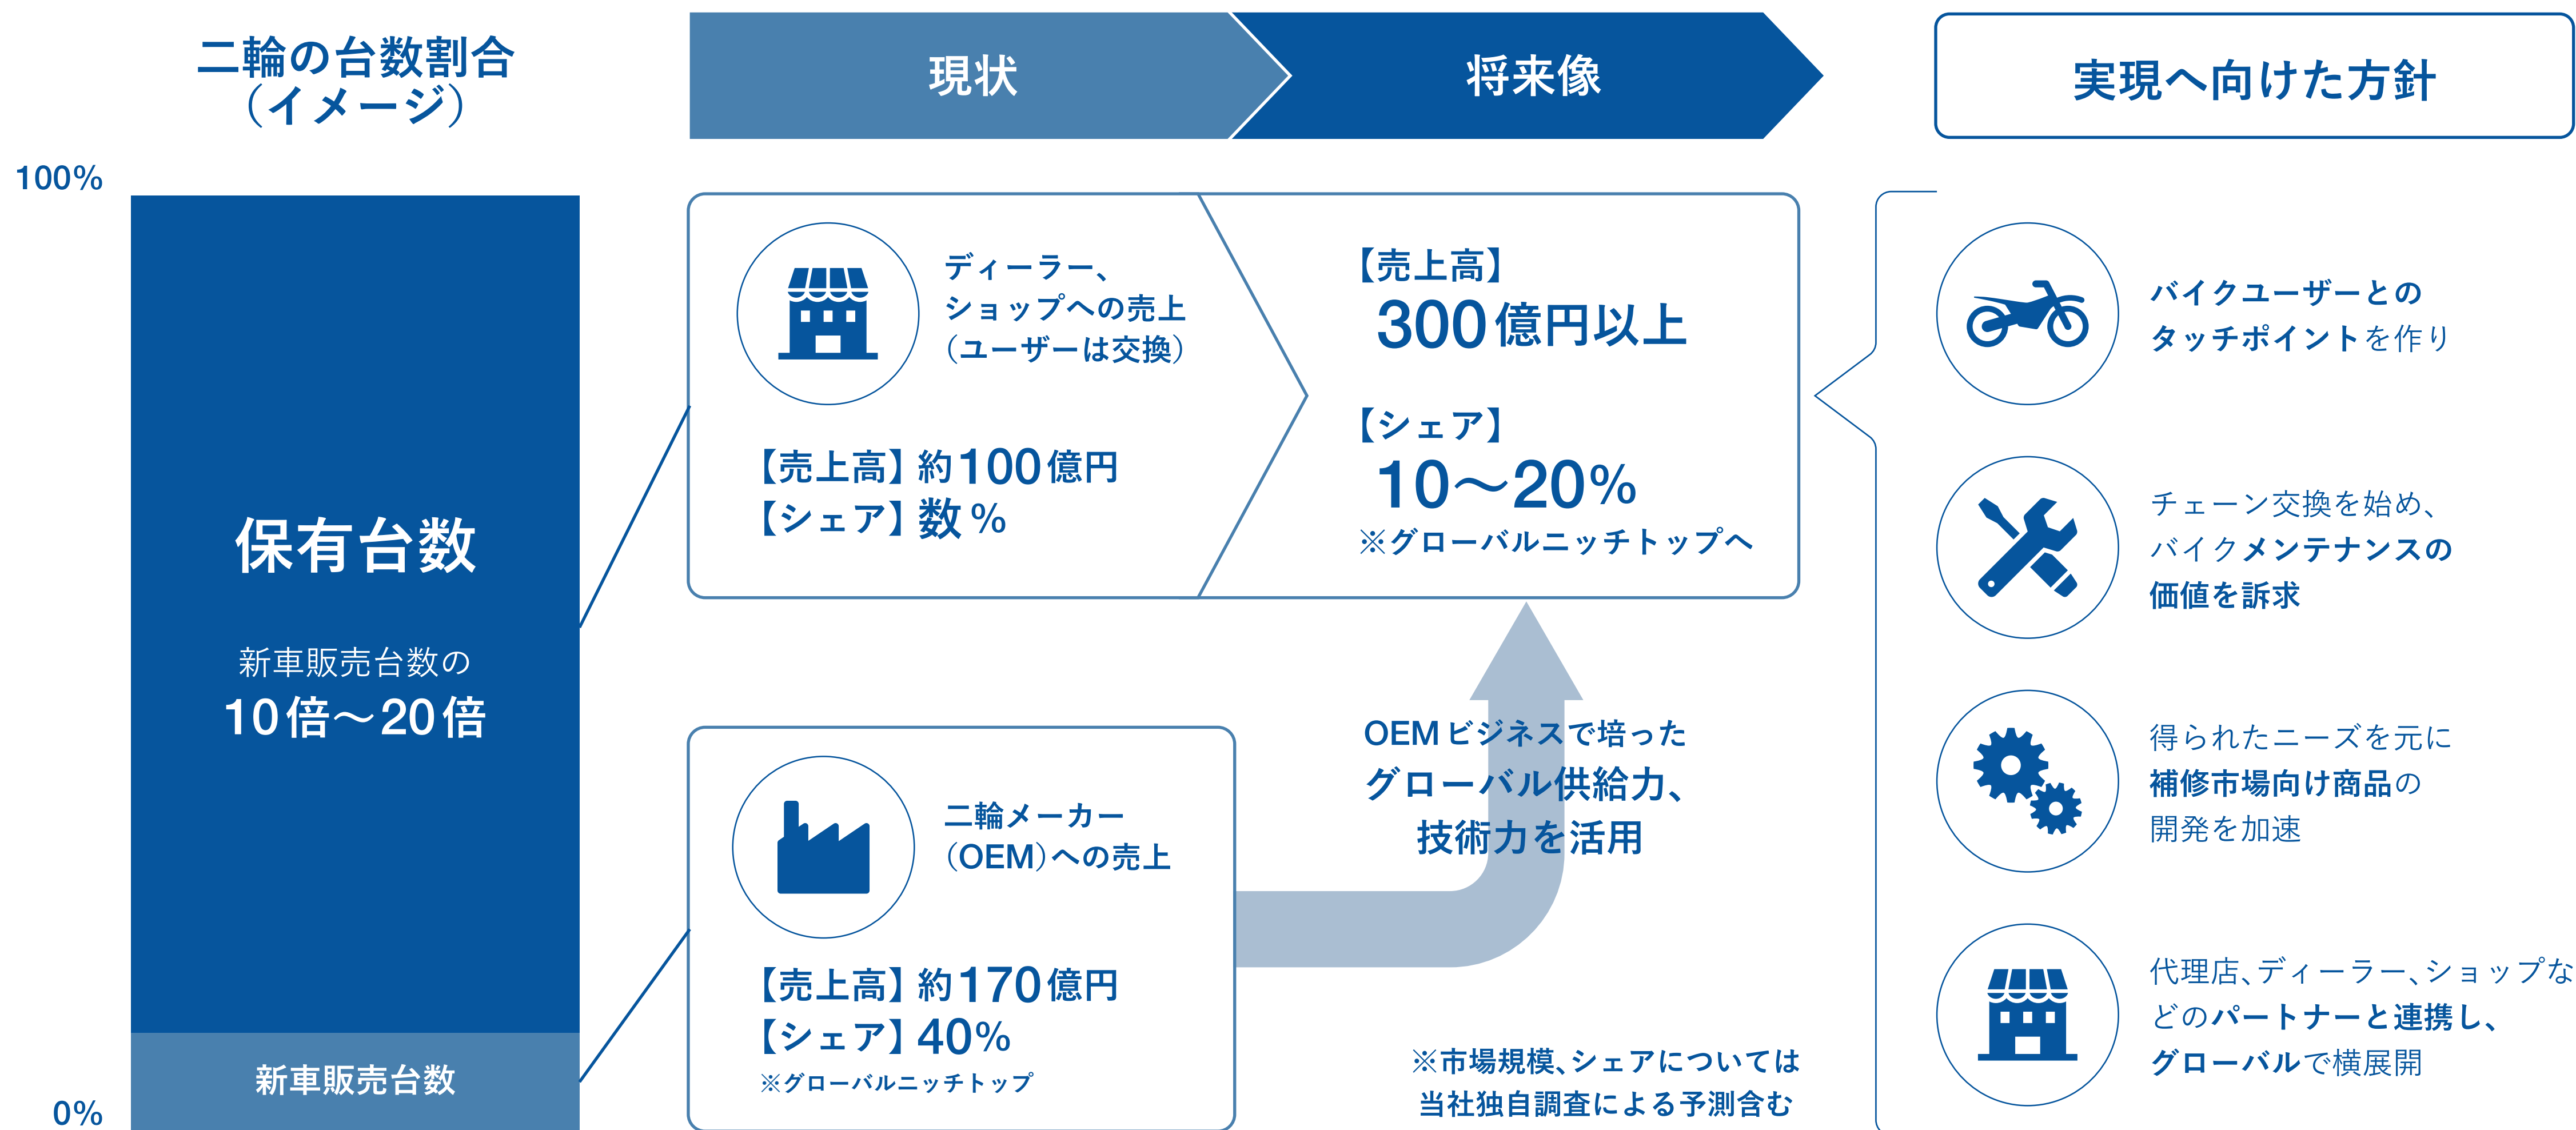 二輪の台数割合
（イメージ）
100%
保有台数
新車販売台数の
10倍～20倍
新車販売台数
0%
現状
将来像
ディーラー、
ショップへの売上
（ユーザーは交換）
【売上高】約100億円
【シェア】数%
【売上高】
300億円以上
【シェア】
10～20%
※グローバルニッチトップへ
二輪メーカー
（OEM）への売上
【売上高】約170億円
【シェア】40%
※グローバルニッチトップ
OEMビジネスで培った
グローバル供給力、
技術力を活用
※市場規模、シェアについては
当社独自調査による予測含む
実現へ向けた方針
バイクユーザーとの
タッチポイントを作り
チェーン交換を始め、
バイクメンテナンスの
価値を訴求
得られたニーズを元に
補修市場向け商品の
開発を加速
代理店、ディーラー、ショップな
どのパートナーと連携し、
グローバルで横展開